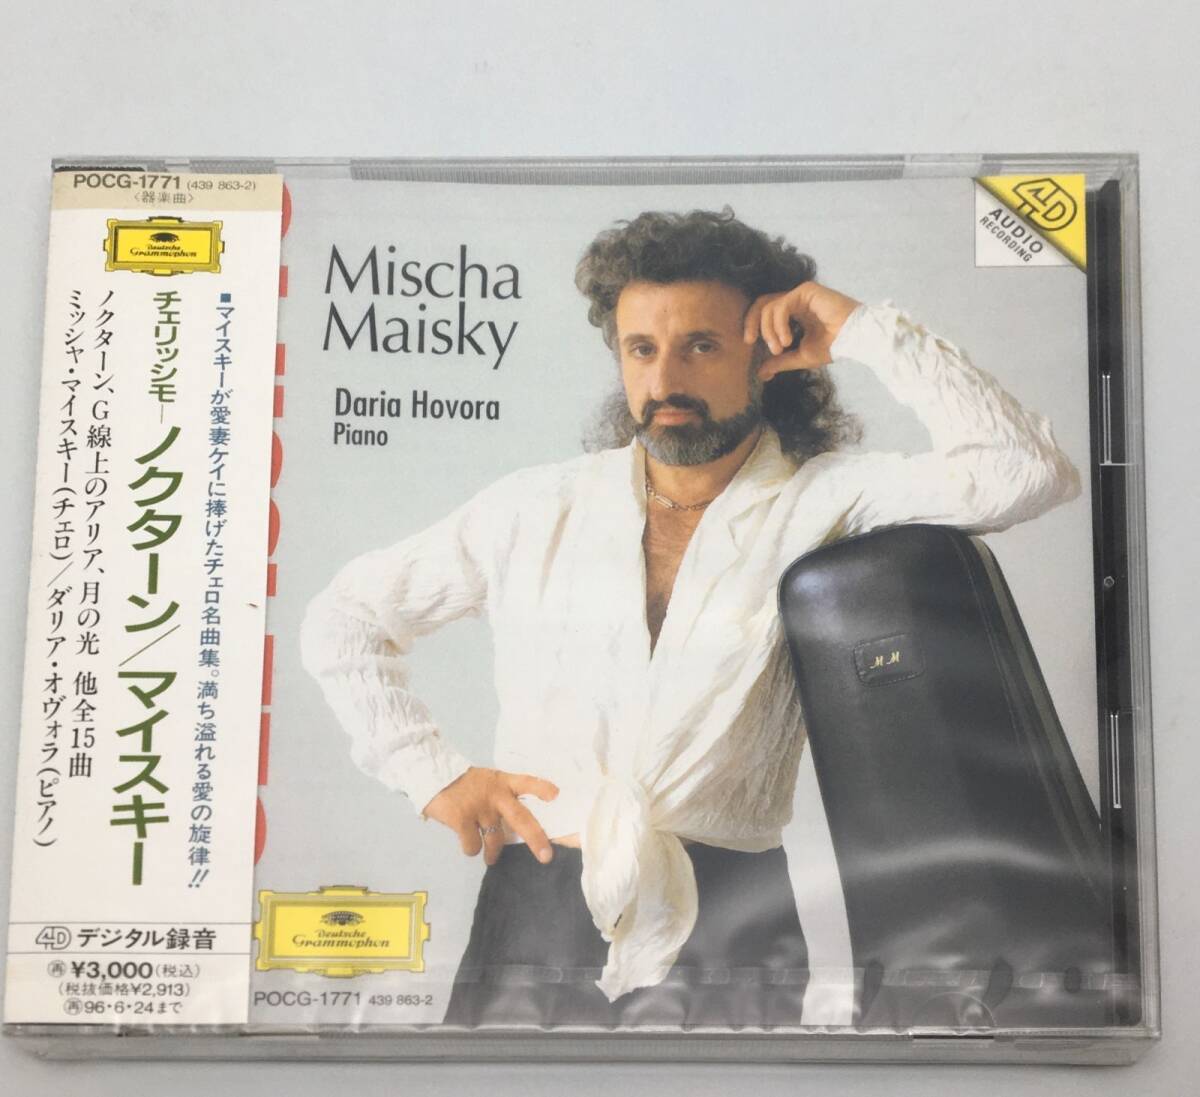 POCG-1771 (439 863-2)
〈器楽曲〉
Deutsche
Grammophon
■マイスキーが愛妻ケイに捧げたチェロ名曲集。満ち溢れる愛の旋律!!
チェリッシモ─ノクターン/マイスキー
ノクターン、G線上のアリア、月の光 他全15曲
ミッシャ・マイスキー(チェロ)/ダリア・オヴォラ(ピアノ)
4D デジタル録音
再 ¥3,000(税込)
(税抜価格¥2,913)
再96・6・24まで
Mischa
Maisky
Daria Hovora
Piano
4D
AUDIO
RECORDING
M M
Deutsche
Grammophon
POCG-1771 439 863-2